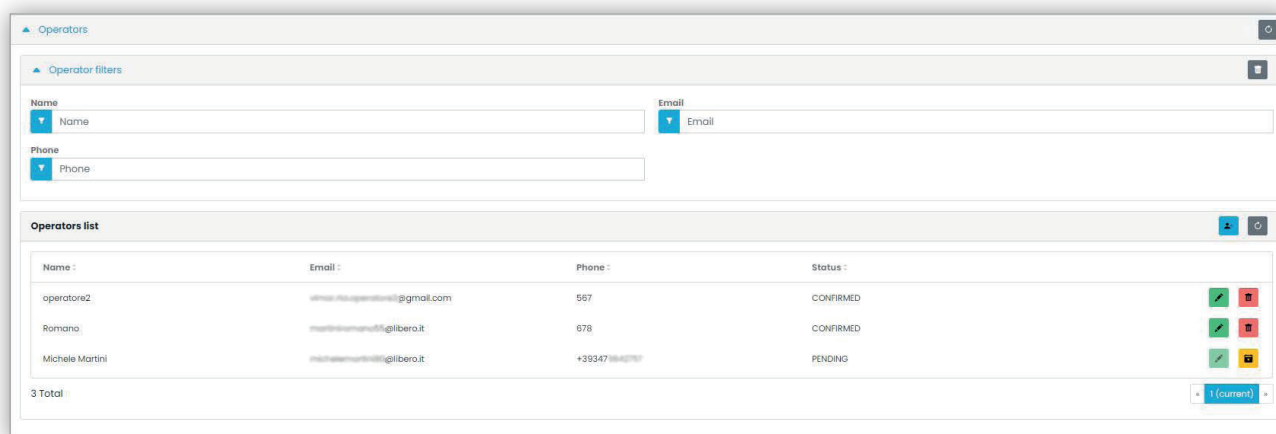 Operators
Operator filters
Name Email
Name Email
Phone
Phone
Operators list
Name Email Phone Status
operatore2 @gmail.com 567 CONFIRMED
Romano @libero.it 678 CONFIRMED
Michele Martini @libero.it +39347 PENDING
3 Total « 1 (current) »